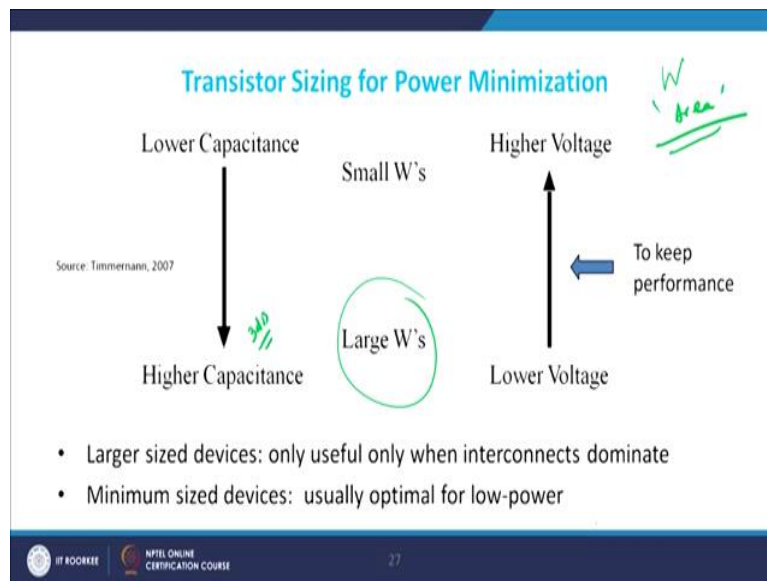 Transistor Sizing for Power Minimization
W
'Area'
Lower Capacitance
Higher Voltage
Small W's
Source: Timmernann, 2007
To keep
performance
Large W's
Higher Capacitance
Lower Voltage
• Larger sized devices: only useful only when interconnects dominate
• Minimum sized devices: usually optimal for low-power
IIT ROORKEE
NPTEL ONLINE
CERTIFICATION COURSE
27